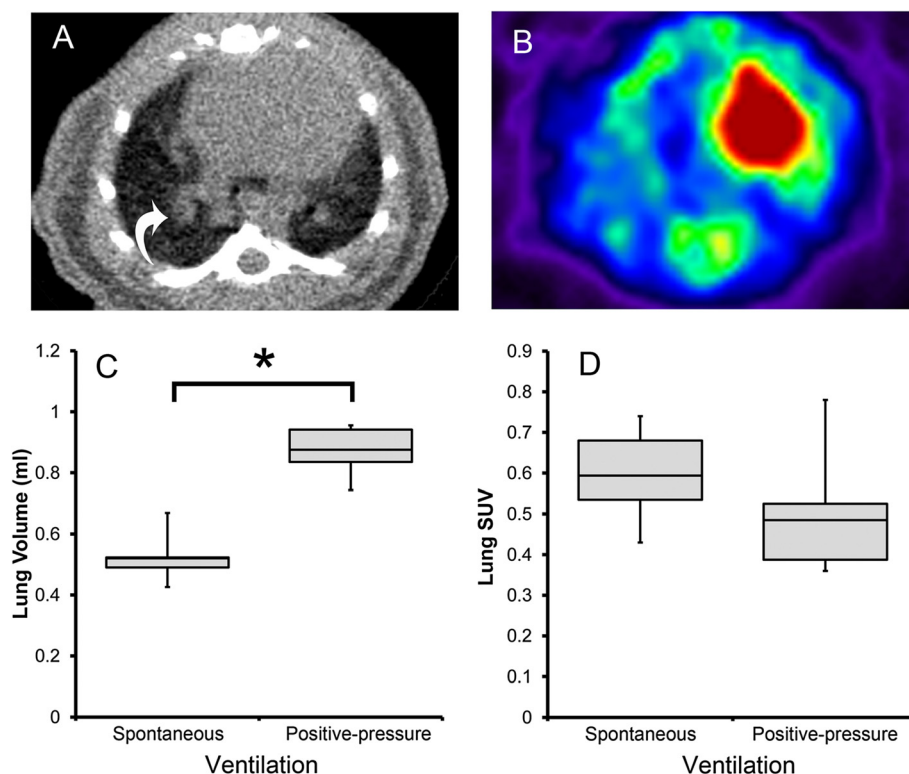 A
B
C
*
Lung Volume (ml)
1.2
1
0.8
0.6
0.4
0.2
0
Spontaneous
Positive-pressure
Ventilation
D
Lung SUV
0.9
0.8
0.7
0.6
0.5
0.4
0.3
0.2
0.1
0
Spontaneous
Positive-pressure
Ventilation